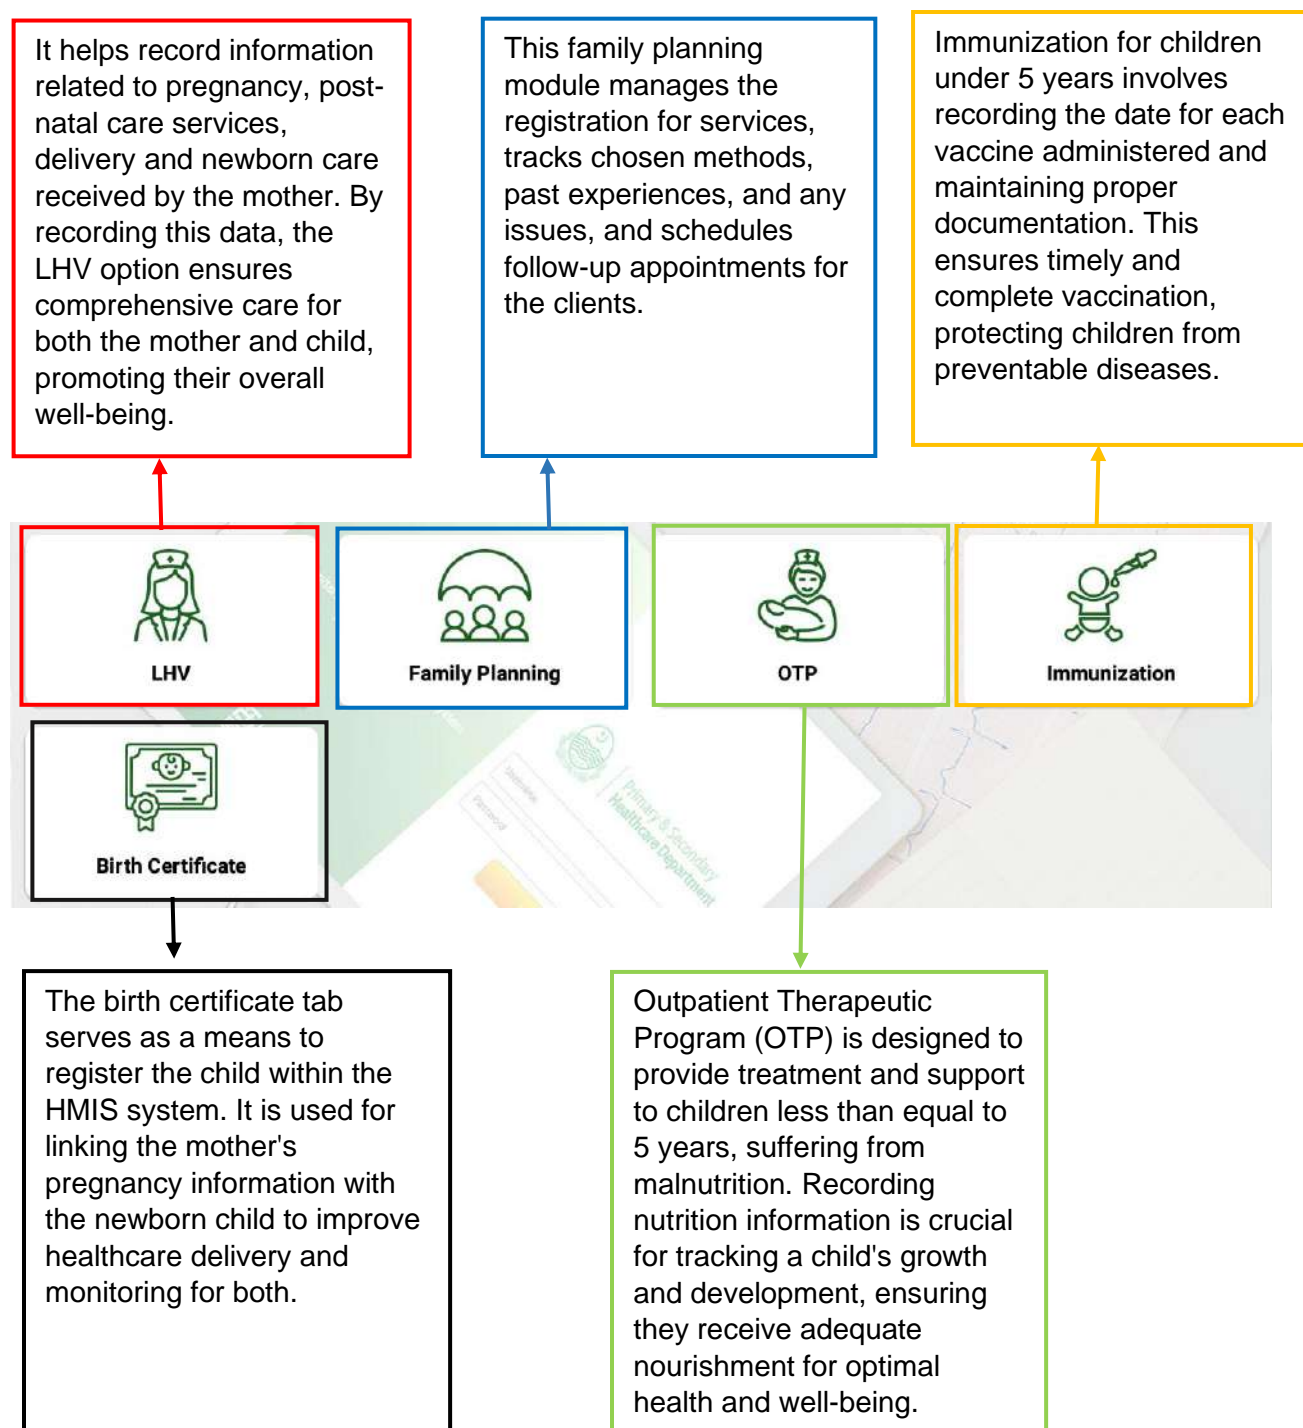 It helps record information
related to pregnancy, post-
natal care services,
delivery and newborn care
received by the mother. By
recording this data, the
LHV option ensures
comprehensive care for
both the mother and child,
promoting their overall
well-being.
This family planning
module manages the
registration for services,
tracks chosen methods,
past experiences, and any
issues, and schedules
follow-up appointments for
the clients.
Immunization for children
under 5 years involves
recording the date for each
vaccine administered and
maintaining proper
documentation. This
ensures timely and
complete vaccination,
protecting children from
preventable diseases.
LHV
Family Planning
OTP
Immunization
Birth Certificate
Username
Password
Primary & Secondary
Healthcare Department
The birth certificate tab
serves as a means to
register the child within the
HMIS system. It is used for
linking the mother's
pregnancy information with
the newborn child to improve
healthcare delivery and
monitoring for both.
Outpatient Therapeutic
Program (OTP) is designed to
provide treatment and support
to children less than equal to
5 years, suffering from
malnutrition. Recording
nutrition information is crucial
for tracking a child's growth
and development, ensuring
they receive adequate
nourishment for optimal
health and well-being.